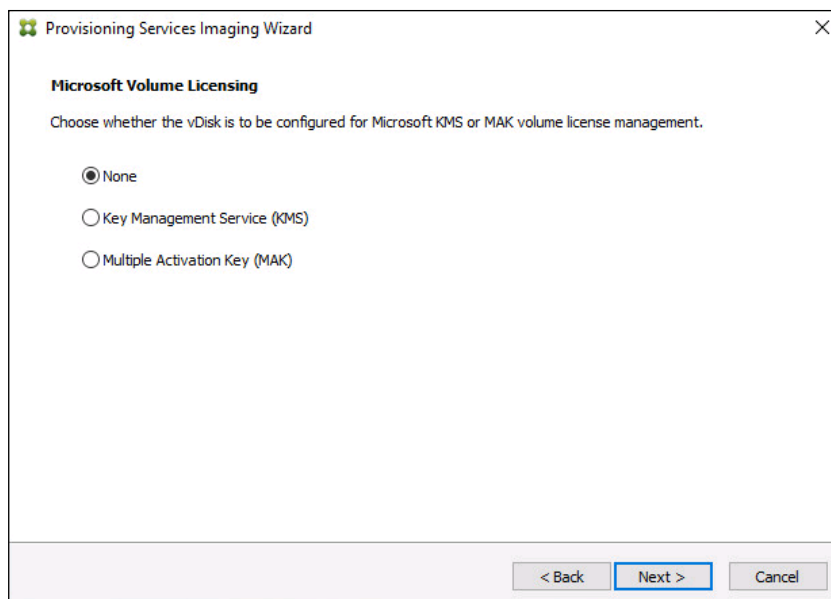 Provisioning Services Imaging Wizard
Microsoft Volume Licensing
Choose whether the vDisk is to be configured for Microsoft KMS or MAK volume license management.
None
Key Management Service (KMS)
Multiple Activation Key (MAK)
< Back Next > Cancel